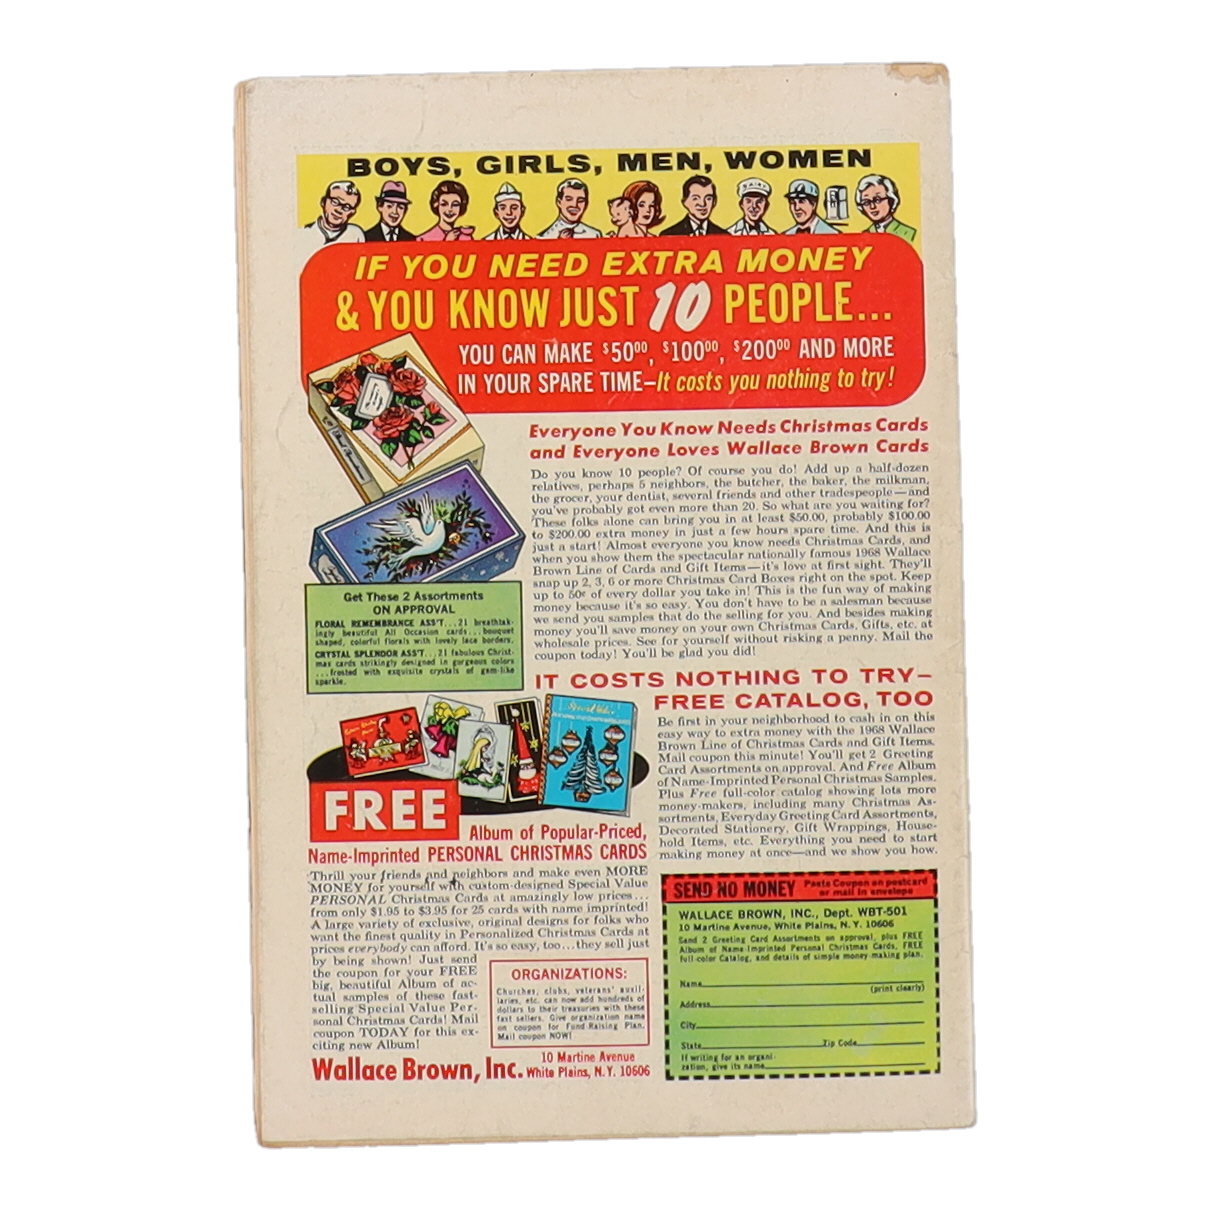 BOYS, GIRLS, MEN, WOMEN
DAIRY
IF YOU NEED EXTRA MONEY
& YOU KNOW JUST 10 PEOPLE...
YOU CAN MAKE $50⁰⁰, $100⁰⁰, $200⁰⁰ AND MORE
IN YOUR SPARE TIME—It costs you nothing to try!
Everyone You Know Needs Christmas Cards
and Everyone Loves Wallace Brown Cards
Do you know 10 people? Of course you do! Add up a half-dozen
relatives, perhaps 5 neighbors, the butcher, the baker, the milkman,
the grocer, your dentist, several friends and other tradespeople—and
you've probably got even more than 20. So what are you waiting for?
These folks alone can bring you in at least $50.00, probably $100.00
to $200.00 extra money in just a few hours spare time. And this is
just a start! Almost everyone you know needs Christmas Cards, and
when you show them the spectacular nationally famous 1968 Wallace
Brown Line of Cards and Gift Items—it's love at first sight. They'll
snap up 2, 3, 6 or more Christmas Card Boxes right on the spot. Keep
up to 50¢ of every dollar you take in! This is the fun way of making
money because it's so easy. You don't have to be a salesman because
we send you samples that do the selling for you. And besides making
money you'll save money on your own Christmas Cards, Gifts, etc. at
wholesale prices. See for yourself without risking a penny. Mail the
coupon today! You'll be glad you did!
Get These 2 Assortments
ON APPROVAL
FLORAL REMEMBRANCE ASS'T...21 breathtak-
ingly beautiful All Occasion cards...bouquet
shaped, colorful florals with lovely lace borders.
CRYSTAL SPLENDOR ASS'T...21 fabulous Christ-
mas cards strikingly designed in gorgeous colors
...frosted with exquisite crystals of gem-like
sparkle.
IT COSTS NOTHING TO TRY—
FREE CATALOG, TOO
Be first in your neighborhood to cash in on this
easy way to extra money with the 1968 Wallace
Brown Line of Christmas Cards and Gift Items.
Mail coupon this minute! You'll get 2 Greeting
Card Assortments on approval. And Free Album
of Name-Imprinted Personal Christmas Samples.
Plus Free full-color catalog showing lots more
money-makers, including many Christmas As-
sortments, Everyday Greeting Card Assortments,
Decorated Stationery, Gift Wrappings, House-
hold Items, etc. Everything you need to start
making money at once—and we show you how.
FREE
Album of Popular-Priced,
Name-Imprinted PERSONAL CHRISTMAS CARDS
Thrill your friends and neighbors and make even MORE
MONEY for yourself with custom-designed Special Value
PERSONAL Christmas Cards at amazingly low prices...
from only $1.95 to $3.95 for 25 cards with name imprinted!
A large variety of exclusive, original designs for folks who
want the finest quality in Personalized Christmas Cards at
prices everybody can afford. It's so easy, too...they sell just
by being shown! Just send
the coupon for your FREE
big, beautiful Album of ac-
tual samples of these fast-
selling Special Value Per-
sonal Christmas Cards! Mail
coupon TODAY for this ex-
citing new Album!
ORGANIZATIONS:
Churches, clubs, veterans' auxil-
iaries, etc. can now add hundreds of
dollars to their treasuries with these
fast sellers. Give organization name
on coupon for Fund-Raising Plan.
Mail coupon NOW!
Wallace Brown, Inc. 10 Martine Avenue
White Plains, N.Y. 10606
SEND NO MONEY Paste Coupon on postcard
or mail in envelope
WALLACE BROWN, INC., Dept. WBT-501
10 Martine Avenue, White Plains, N.Y. 10606
Send 2 Greeting Card Assortments on approval, plus FREE
Album of Name-Imprinted Personal Christmas Cards, FREE
full-color Catalog, and details of simple money-making plan.
Name
(print clearly)
Address
City
State Zip Code
If writing for an organi-
zation, give its name